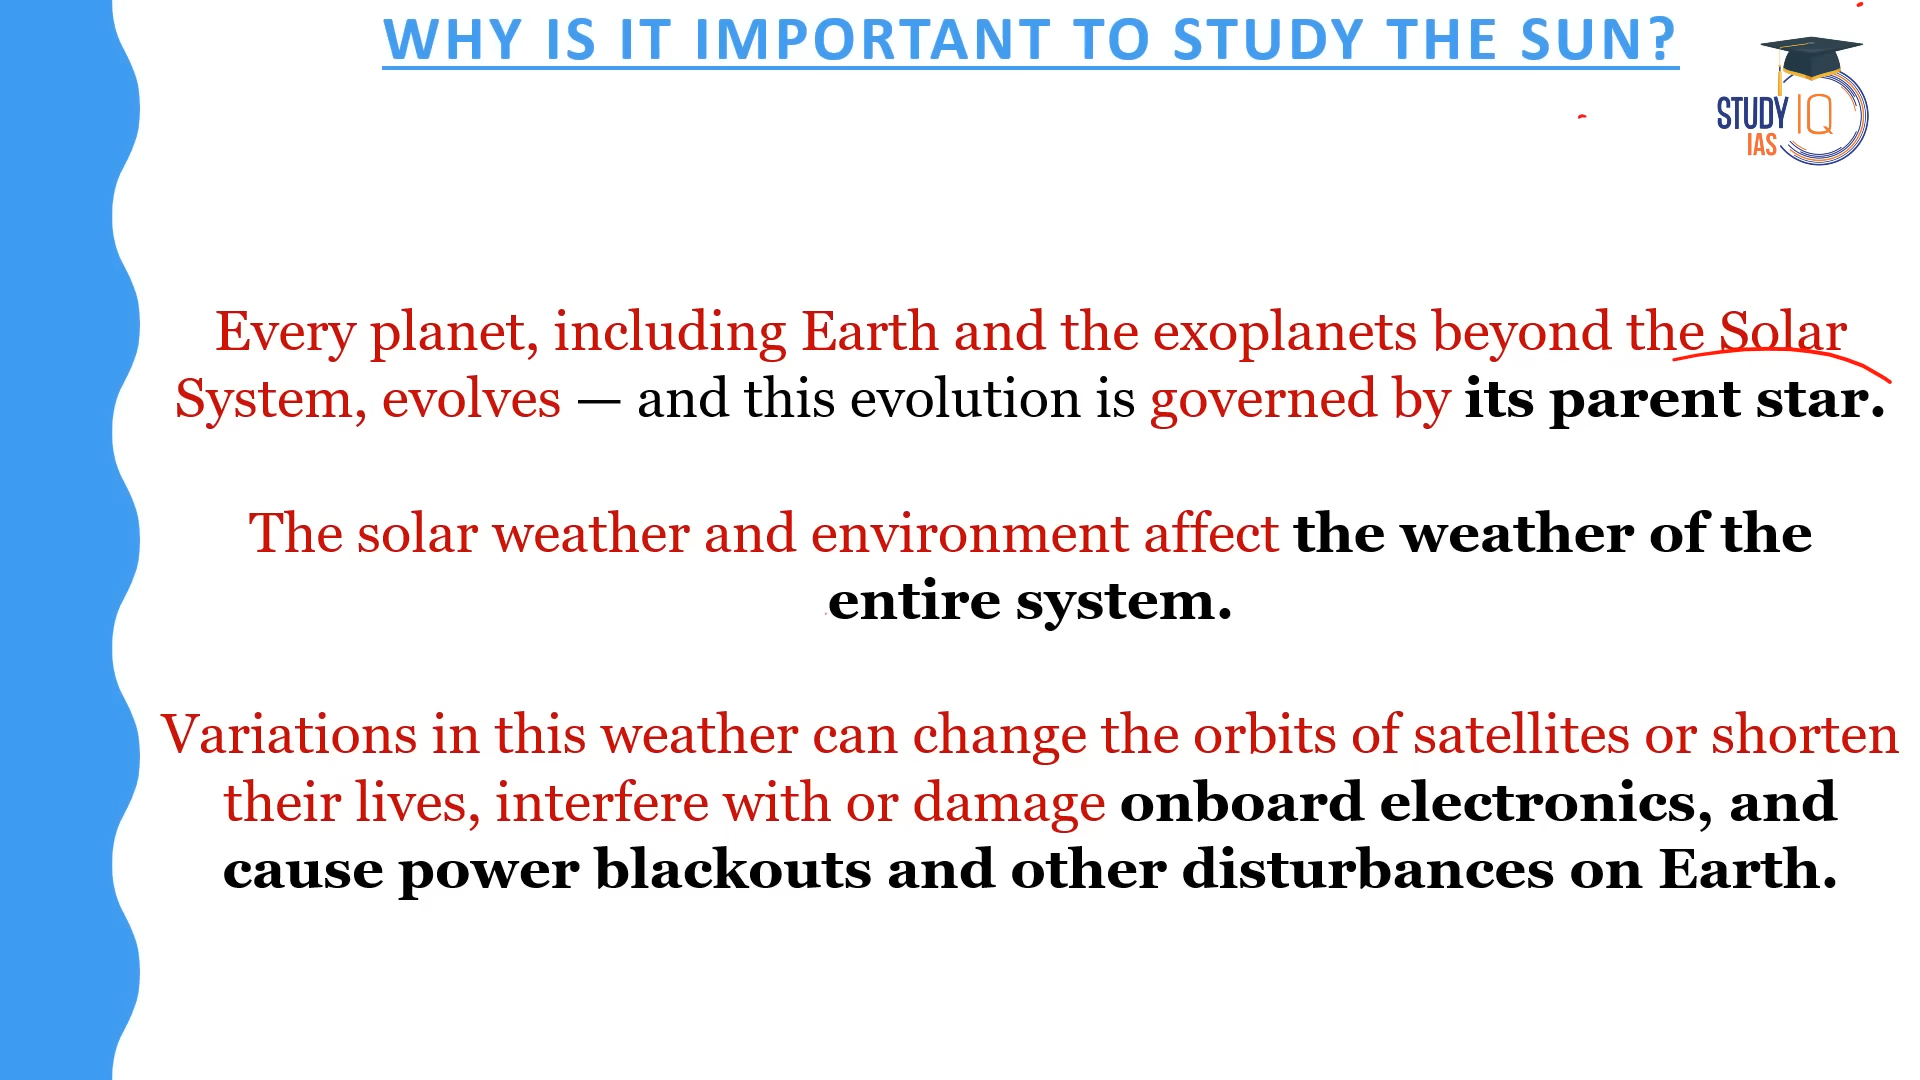 WHY IS IT IMPORTANT TO STUDY THE SUN?
STUDY IQ
IAS
Every planet, including Earth and the exoplanets beyond the Solar
System, evolves — and this evolution is governed by its parent star.
The solar weather and environment affect the weather of the
entire system.
Variations in this weather can change the orbits of satellites or shorten
their lives, interfere with or damage onboard electronics, and
cause power blackouts and other disturbances on Earth.